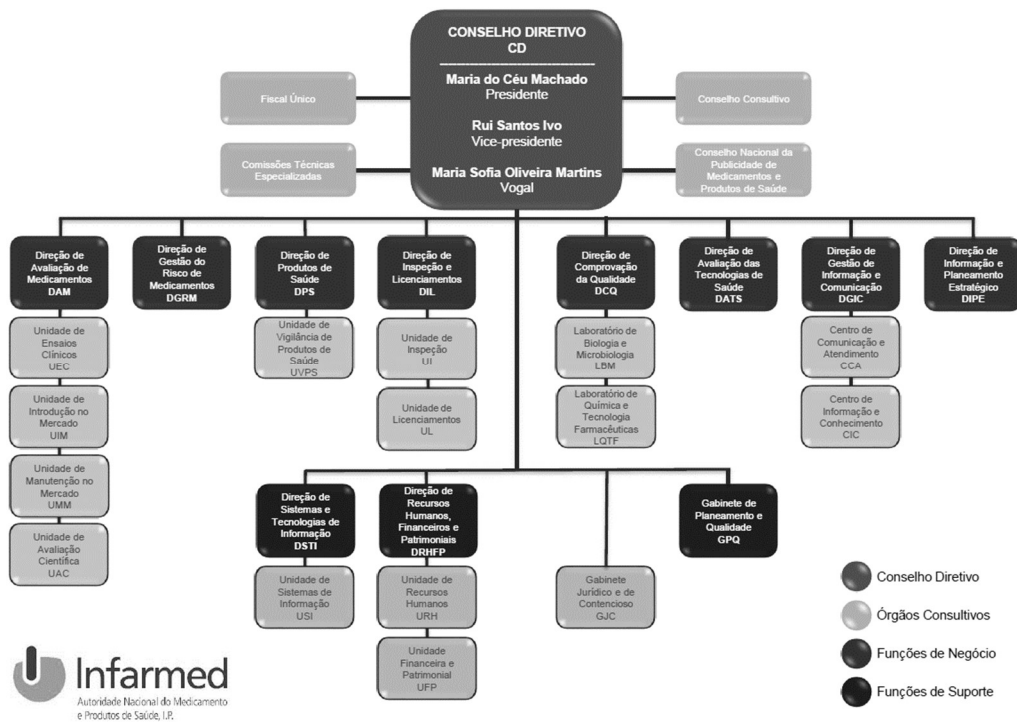 CONSELHO DIRETIVO
CD
Maria do Céu Machado
Presidente
Rui Santos Ivo
Vice-presidente
Maria Sofia Oliveira Martins
Vogal
Fiscal Único
Conselho Consultivo
Comissões Técnicas
Especializadas
Conselho Nacional da
Publicidade de
Medicamentos e
Produtos de Saúde
Direção de
Avaliação de
Medicamentos
DAM
Direção de
Gestão do
Risco de
Medicamentos
DGRM
Direção de
Produtos de
Saúde
DPS
Direção de
Inspeção e
Licenciamentos
DIL
Direção de
Comprovação
da Qualidade
DCQ
Direção de
Avaliação das
Tecnologias de
Saúde
DATS
Direção de
Gestão de
Informação e
Comunicação
DGIC
Direção de
Informação e
Planeamento
Estratégico
DIPE
Unidade de
Ensaios
Clínicos
UEC
Unidade de
Vigilância de
Produtos de
Saúde
UVPS
Unidade de
Inspeção
UI
Laboratório de
Biologia e
Microbiologia
LBM
Centro de
Comunicação e
Atendimento
CCA
Unidade de
Introdução no
Mercado
UIM
Unidade de
Licenciamentos
UL
Laboratório de
Química e
Tecnologia
Farmacêuticas
LQTF
Centro de
Informação e
Conhecimento
CIC
Unidade de
Manutenção no
Mercado
UMM
Unidade de
Avaliação
Científica
UAC
Direção de
Sistemas e
Tecnologias de
Informação
DSTI
Direção de
Recursos
Humanos,
Financeiros e
Patrimoniais
DRHFP
Gabinete de
Planeamento e
Qualidade
GPQ
Unidade de
Sistemas de
Informação
USI
Unidade de
Recursos
Humanos
URH
Gabinete
Jurídico e de
Contencioso
GJC
Unidade
Financeira e
Patrimonial
UFP
Conselho Diretivo
Órgãos Consultivos
Funções de Negócio
Funções de Suporte
Infarmed
Autoridade Nacional do Medicamento
e Produtos de Saúde, I.P.